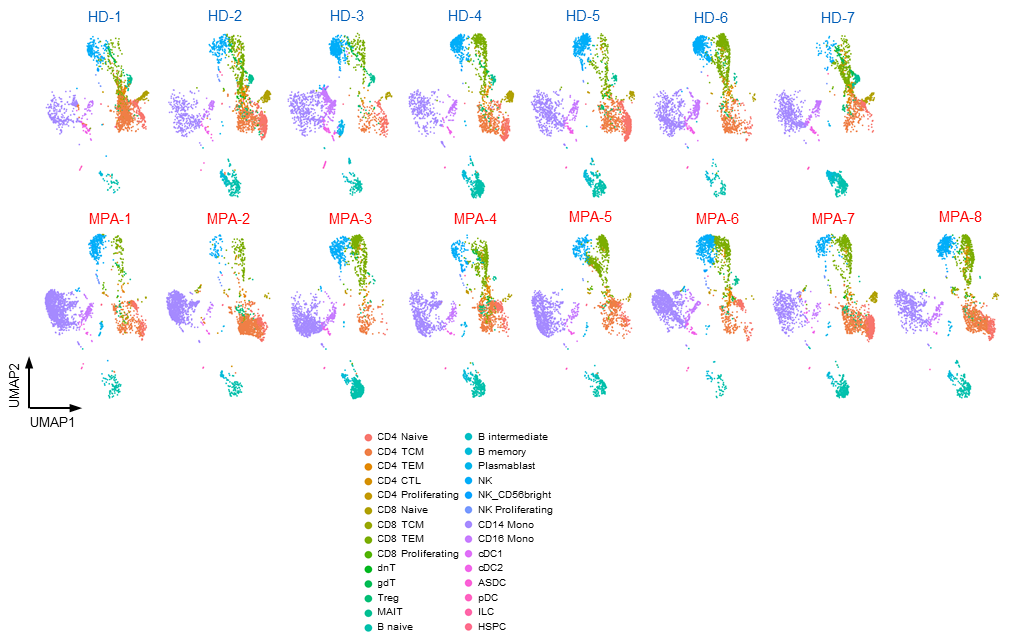 HD-1 HD-2 HD-3 HD-4 HD-5 HD-6 HD-7
MPA-1 MPA-2 MPA-3 MPA-4 MPA-5 MPA-6 MPA-7 MPA-8
UMAP2
UMAP1
CD4 Naive
CD4 TCM
CD4 TEM
CD4 CTL
CD4 Proliferating
CD8 Naive
CD8 TCM
CD8 TEM
CD8 Proliferating
dnT
gdT
Treg
MAIT
B naive
B intermediate
B memory
Plasmablast
NK
NK_CD56bright
NK Proliferating
CD14 Mono
CD16 Mono
cDC1
cDC2
ASDC
pDC
ILC
HSPC